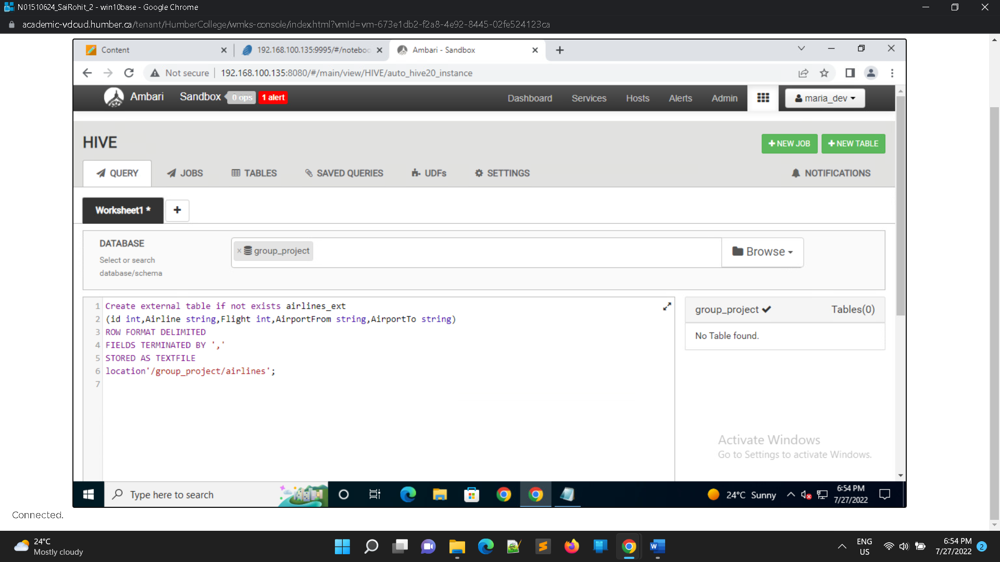 N01510624_SaiRohit_2 - win10base - Google Chrome
academic-vcloud.humber.ca/tenant/HumberCollege/wmks-console/index.html?vmId=vm-673e1db2-f2a8-4e92-8445-02fe524123ca
Content
192.168.100.135:9995/#/noteboo
Ambari - Sandbox
Not secure
192.168.100.135:8080/#/main/view/HIVE/auto_hive20_instance
Ambari Sandbox 0 ops 1 alert
Dashboard Services Hosts Alerts Admin maria_dev
HIVE
NEW JOB NEW TABLE
QUERY JOBS TABLES SAVED QUERIES UDFs SETTINGS NOTIFICATIONS
Worksheet1 * +
DATABASE
Select or search
database/schema
× group_project
Browse
1 Create external table if not exists airlines_ext
2 (id int,Airline string,Flight int,AirportFrom string,AirportTo string)
3 ROW FORMAT DELIMITED
4 FIELDS TERMINATED BY ','
5 STORED AS TEXTFILE
6 location'/group_project/airlines';
7
group_project Tables(0)
No Table found.
Activate Windows
Go to Settings to activate Windows.
Type here to search
24°C Sunny
6:54 PM
7/27/2022
Connected.
24°C
Mostly cloudy
ENG
US
6:54 PM
7/27/2022
2